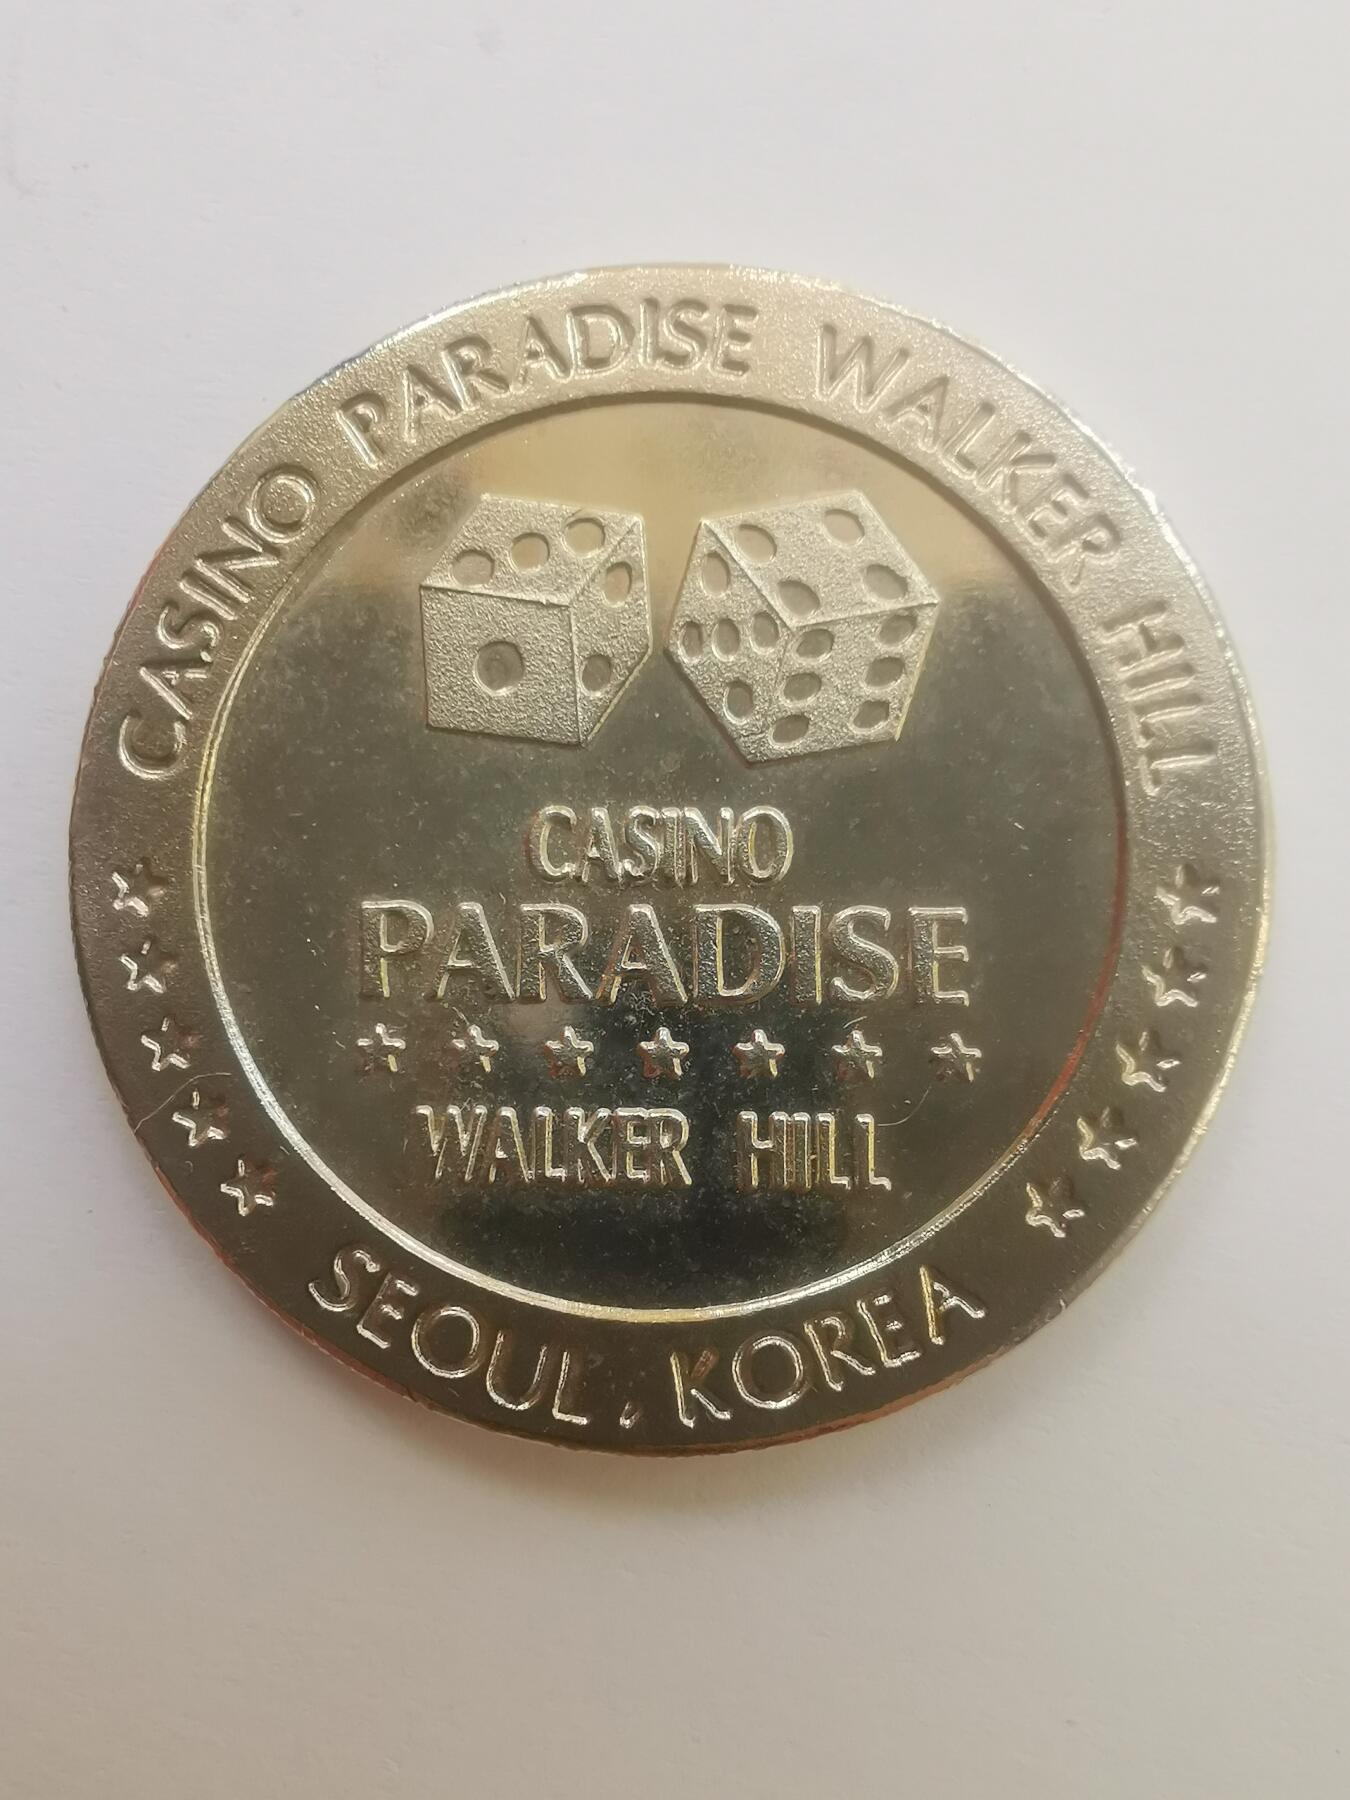 CASINO PARADISE WALKER HILL
CASINO
PARADISE
WALKER HILL
SEOUL, KOREA